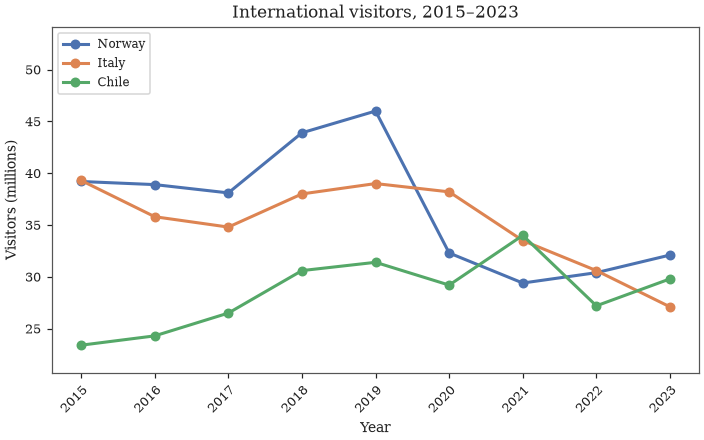 International visitors, 2015–2023
Norway
Italy
Chile
Visitors (millions)
50
45
40
35
30
25
2015
2016
2017
2018
2019
2020
2021
2022
2023
Year